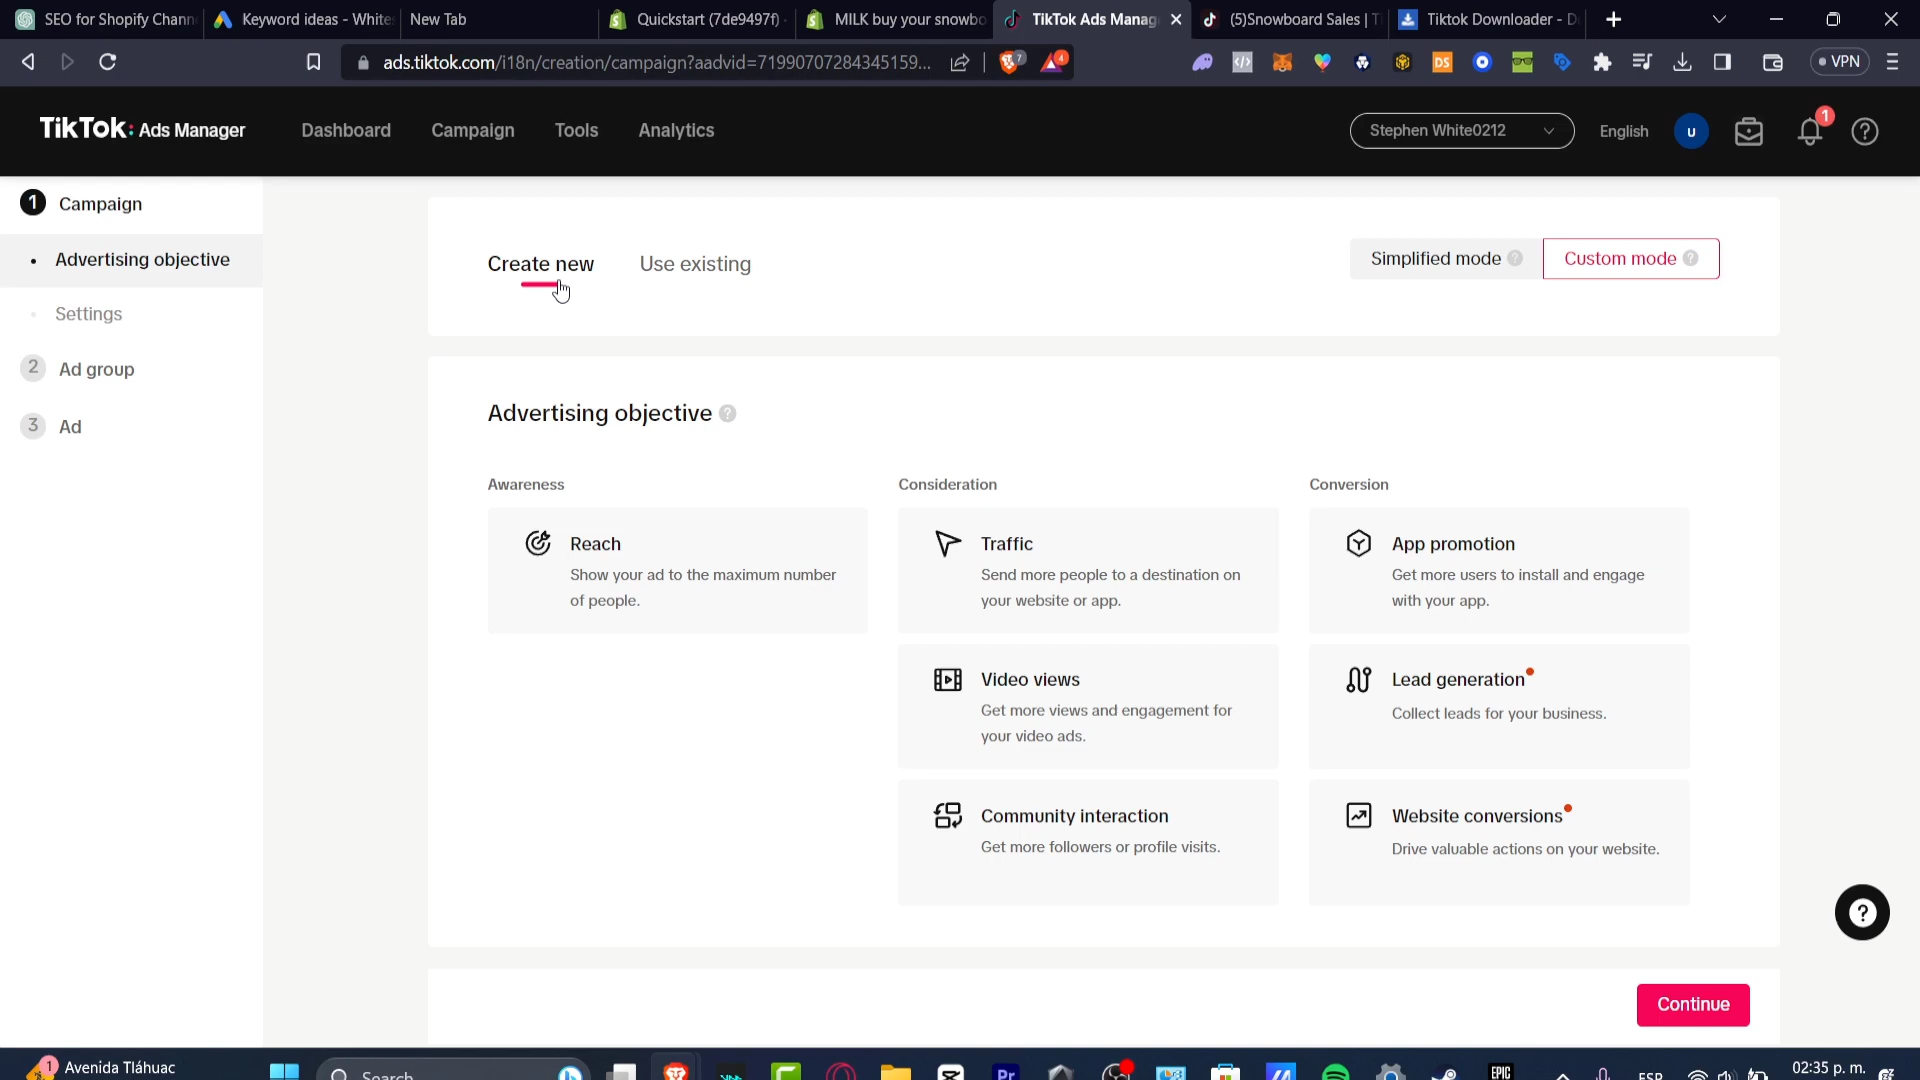 SEO for Shopify Chann
Keyword ideas - White
New Tab
Quickstart (7de9497f) -
MILK buy your snowbo
TikTok Ads Manag
(5)Snowboard Sales | T
Tiktok Downloader - D
ads.tiktok.com/i18n/creation/campaign?aadvid=71990707284345159...
7
4
DS
VPN
TikTok: Ads Manager
Dashboard
Campaign
Tools
Analytics
Stephen White0212
English
u
1
1 Campaign
Advertising objective
Settings
2 Ad group
3 Ad
Create new
Use existing
Simplified mode
Custom mode
Advertising objective
Awareness
Reach
Show your ad to the maximum number
of people.
Consideration
Traffic
Send more people to a destination on
your website or app.
Video views
Get more views and engagement for
your video ads.
Community interaction
Get more followers or profile visits.
Conversion
App promotion
Get more users to install and engage
with your app.
Lead generation
Collect leads for your business.
Website conversions
Drive valuable actions on your website.
Continue
1
Avenida Tláhuac
Search
Pr
EPIC
ESP
02:35 p. m.